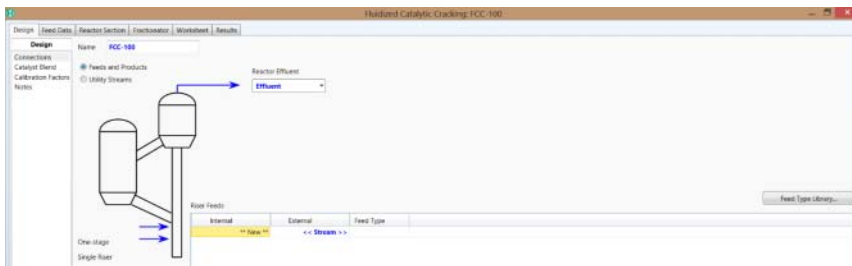 Fluidized Catalytic Cracking: FCC-100
Design Feed Data Reactor Section Fractionator Worksheet Results
Design
Connections
Catalyst Blend
Calibration Factors
Notes
Name FCC-100
Feeds and Products
Utility Streams
Reactor Effluent
Effluent
Feed Type Library...
Riser Feeds
Internal External Feed Type
** New ** << Stream >>
One-stage
Single Riser